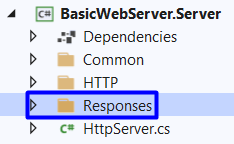 C# BasicWebServer.Server
Dependencies
Common
HTTP
Responses
C# HttpServer.cs